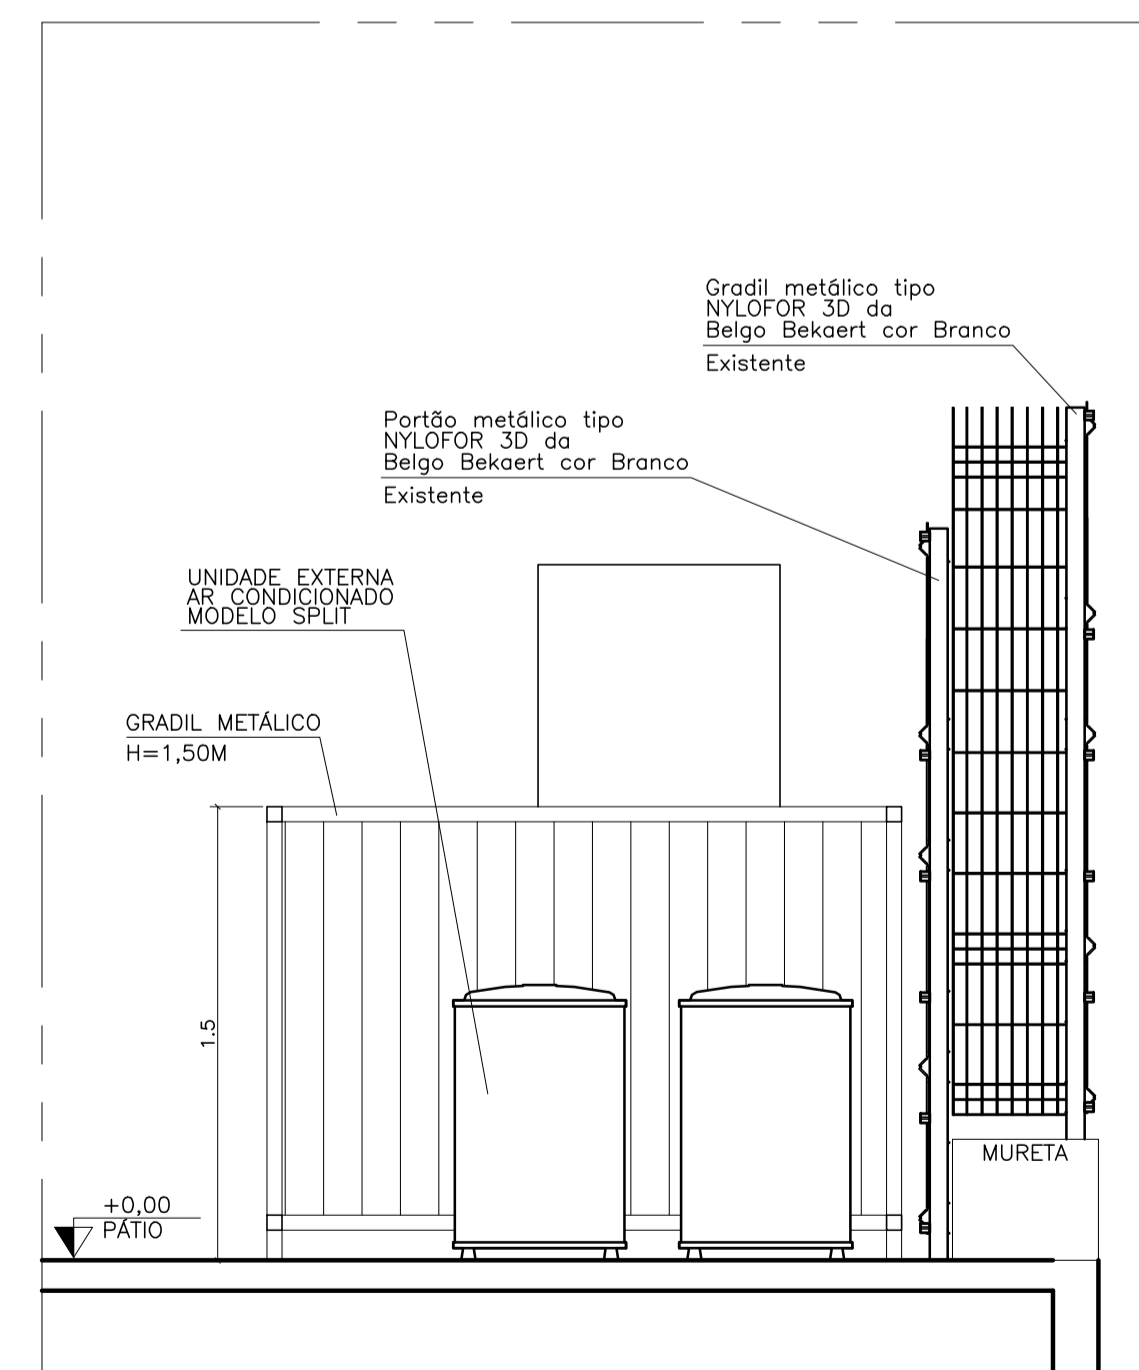 Gradil metálico tipo
NYLOFOR 3D da
Belgo Bekaert cor Branco
Existente
Portão metálico tipo
NYLOFOR 3D da
Belgo Bekaert cor Branco
Existente
UNIDADE EXTERNA
AR CONDICIONADO
MODELO SPLIT
GRADIL METÁLICO
H=1,50M
1.5
MURETA
+0,00
PÁTIO